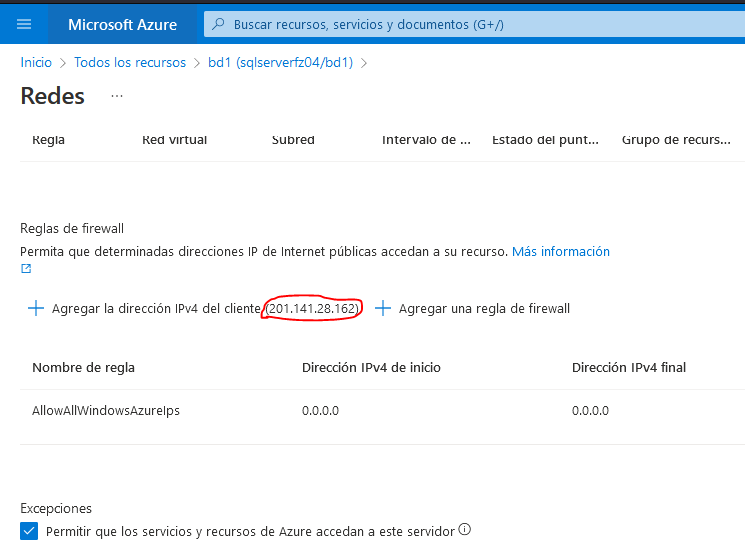 Microsoft Azure
Buscar recursos, servicios y documentos (G+/)
Inicio > Todos los recursos > bd1 (sqlserverfz04/bd1) >
Redes ...
Regla Red virtual Subred Intervalo de ... Estado del punt... Grupo de recurs...
Reglas de firewall
Permita que determinadas direcciones IP de Internet públicas accedan a su recurso. Más información
+ Agregar la dirección IPv4 del cliente (201.141.28.162) + Agregar una regla de firewall
Nombre de regla Dirección IPv4 de inicio Dirección IPv4 final
AllowAllWindowsAzureIps 0.0.0.0 0.0.0.0
Excepciones
Permitir que los servicios y recursos de Azure accedan a este servidor